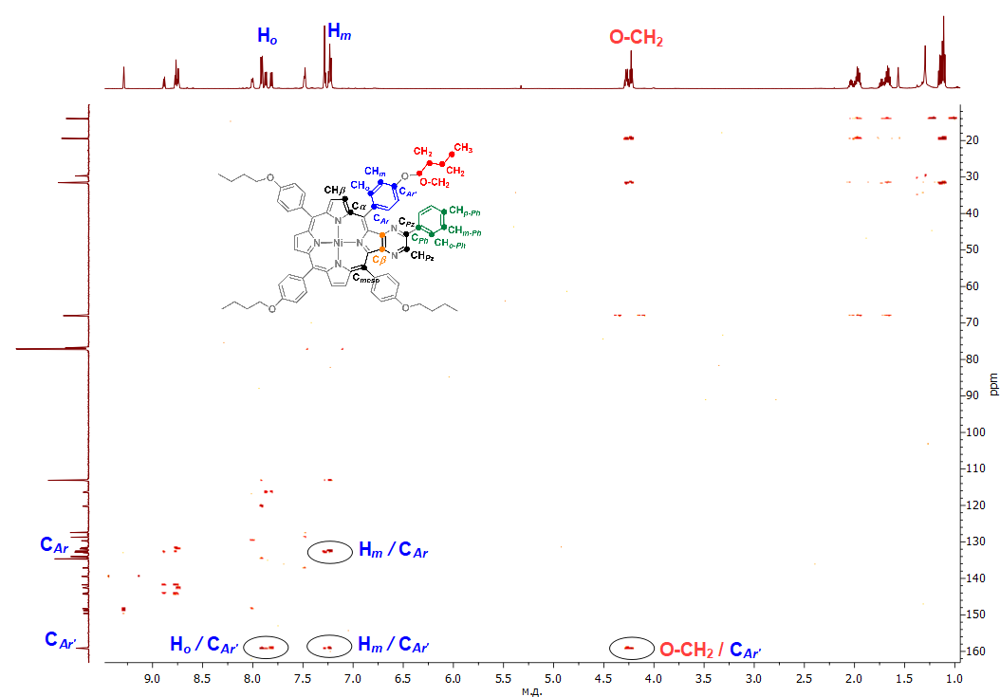 Ho
Hm
O-CH2
20
30
40
50
60
70
80
90
100
110
120
130
140
150
160
ppm
CH2
CH3
CHm
O
CH2
CHo
O-CH2
CAr'
CHβ
Cα
CAr
O
N
CPz
CHp-Ph
CPh
CHm-Ph
CHo-Ph
N
Ni
N
N
N
Cβ
CHPz
Cmeso
O
O
CAr
Hm / CAr
CAr'
Ho / CAr'
Hm / CAr'
O-CH2 / CAr'
9.0
8.5
8.0
7.5
7.0
6.5
6.0
5.5
5.0
4.5
4.0
3.5
3.0
2.5
2.0
1.5
1.0
м.д.